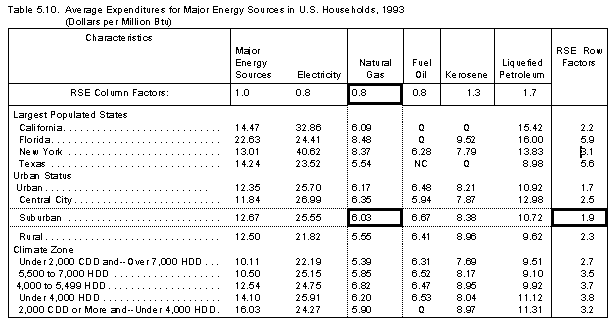 Table 5.10. Average Expenditures for Major Energy Sources in U.S. Households, 1993
(Dollars per Million Btu)
Characteristics
Major Energy Sources
Electricity
Natural Gas
Fuel Oil
Kerosene
Liquefied Petroleum
RSE Row Factors
RSE Column Factors: 1.0 0.8 0.8 0.8 1.3 1.7
Largest Populated States
California 14.47 32.86 6.09 Q Q 15.42 2.2
Florida 22.63 24.41 8.48 Q 9.52 16.00 5.9
New York 13.01 40.62 8.37 6.28 7.79 13.83 3.1
Texas 14.24 23.52 5.54 NC Q 8.98 5.6
Urban Status
Urban 12.35 25.70 6.17 6.48 8.21 10.92 1.7
Central City 11.84 26.99 6.35 5.94 7.87 12.98 2.5
Suburban 12.67 25.55 6.03 6.67 8.38 10.72 1.9
Rural 12.50 21.82 5.55 6.41 8.96 9.62 2.3
Climate Zone
Under 2,000 CDD and--Over 7,000 HDD 10.11 22.19 5.39 6.31 7.69 9.51 2.7
5,500 to 7,000 HDD 10.50 25.15 5.85 6.52 8.17 9.10 3.5
4,000 to 5,499 HDD 12.54 24.75 6.82 6.47 8.95 9.92 3.7
Under 4,000 HDD 14.10 25.91 6.20 6.53 8.04 11.12 3.8
2,000 CDD or More and--Under 4,000 HDD. 16.03 24.27 5.90 Q 8.97 11.31 3.2